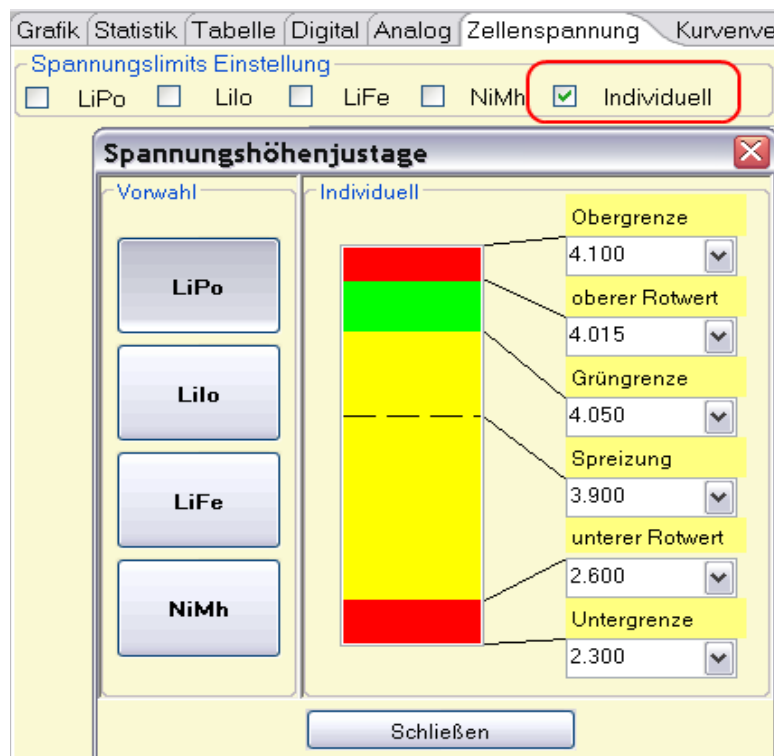 Grafik Statistik Tabelle Digital Analog Zellenspannung Kurvenve
Spannungslimits Einstellung
LiPo LiIo LiFe NiMh Individuell
Spannungshöhenjustage
Vorwahl
LiPo
LiIo
LiFe
NiMh
Individuell
Obergrenze
4.100
oberer Rotwert
4.015
Grüngrenze
4.050
Spreizung
3.900
unterer Rotwert
2.600
Untergrenze
2.300
Schließen